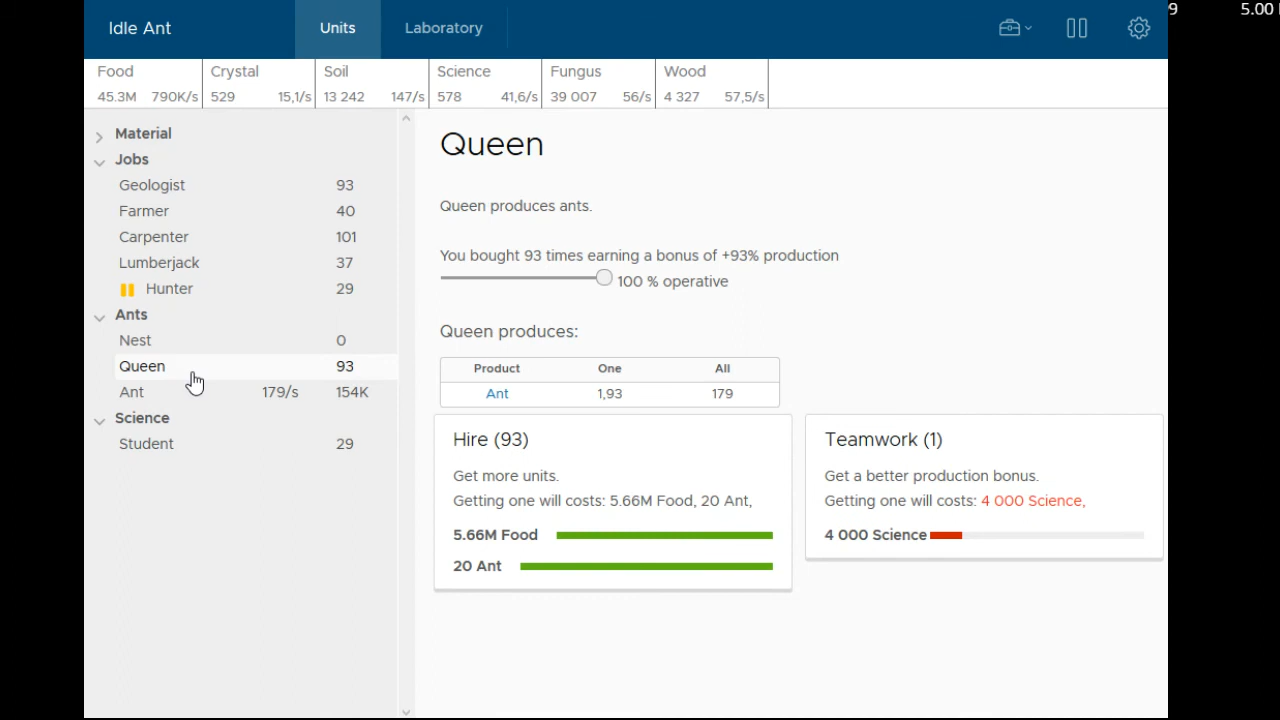 Idle Ant
Units
Laboratory
9
5.00
Food
45.3M 790K/s
Crystal
529 15,1/s
Soil
13 242 147/s
Science
578 41,6/s
Fungus
39 007 56/s
Wood
4 327 57,5/s
Material
Jobs
Geologist 93
Farmer 40
Carpenter 101
Lumberjack 37
Hunter 29
Ants
Nest 0
Queen 93
Ant 179/s 154K
Science
Student 29
Queen
Queen produces ants.
You bought 93 times earning a bonus of +93% production
100 % operative
Queen produces:
Product One All
Ant 1,93 179
Hire (93)
Get more units.
Getting one will costs: 5.66M Food, 20 Ant,
5.66M Food
20 Ant
Teamwork (1)
Get a better production bonus.
Getting one will costs: 4 000 Science,
4 000 Science